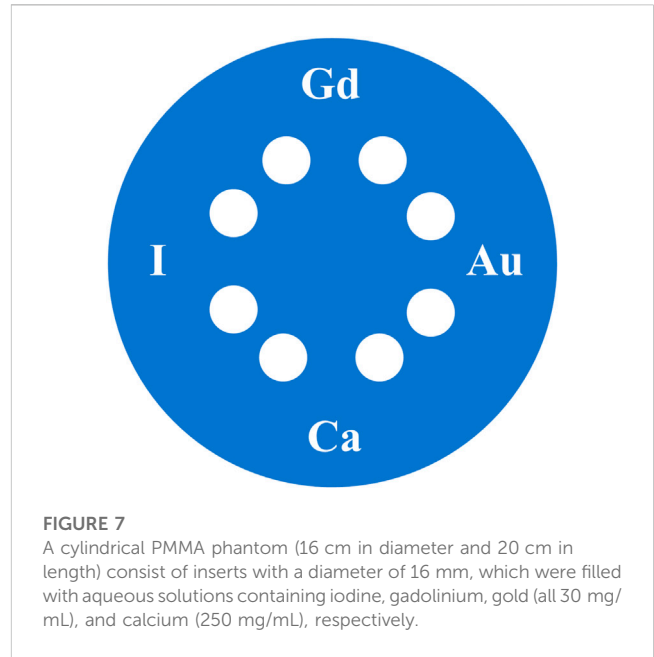 Gd
I
Au
Ca
FIGURE 7
A cylindrical PMMA phantom (16 cm in diameter and 20 cm in
length) consist of inserts with a diameter of 16 mm, which were filled
with aqueous solutions containing iodine, gadolinium, gold (all 30 mg/
mL), and calcium (250 mg/mL), respectively.